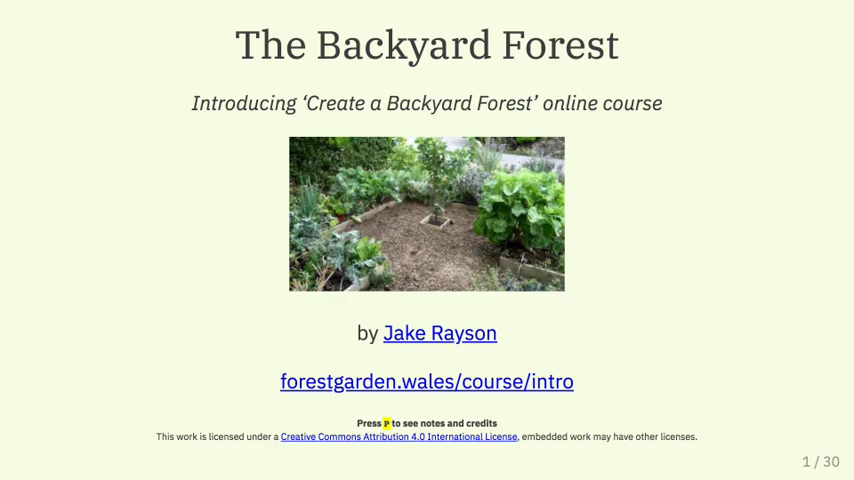 The Backyard Forest
Introducing ‘Create a Backyard Forest’ online course
by Jake Rayson
forestgarden.wales/course/intro
Press P to see notes and credits
This work is licensed under a Creative Commons Attribution 4.0 International License, embedded work may have other licenses.
1 / 30